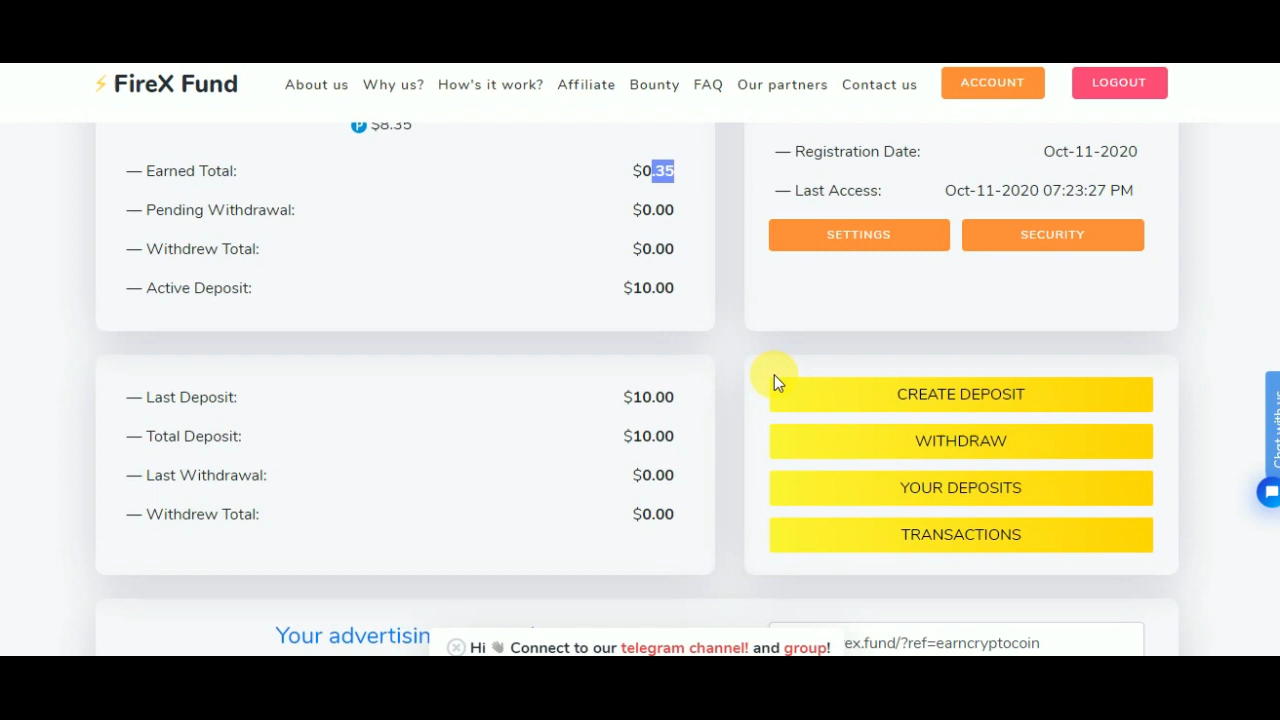 FireX Fund About us Why us? How's it work? Affiliate Bounty FAQ Our partners Contact us ACCOUNT LOGOUT
$8.35
— Earned Total: $0.35
— Pending Withdrawal: $0.00
— Withdrew Total: $0.00
— Active Deposit: $10.00
— Registration Date: Oct-11-2020
— Last Access: Oct-11-2020 07:23:27 PM
SETTINGS SECURITY
— Last Deposit: $10.00
— Total Deposit: $10.00
— Last Withdrawal: $0.00
— Withdrew Total: $0.00
CREATE DEPOSIT
WITHDRAW
YOUR DEPOSITS
TRANSACTIONS
Chat with us
Your advertisin
ex.fund/?ref=earncryptocoin
Hi 👋 Connect to our telegram channel! and group!